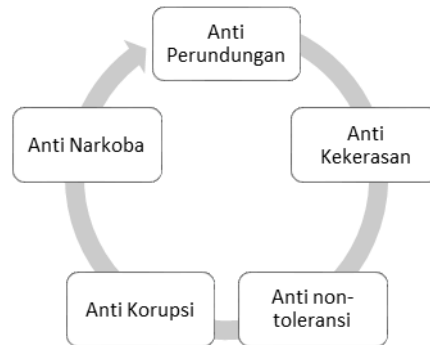 Anti
Perundungan
Anti
Kekerasan
Anti non-
toleransi
Anti Korupsi
Anti Narkoba